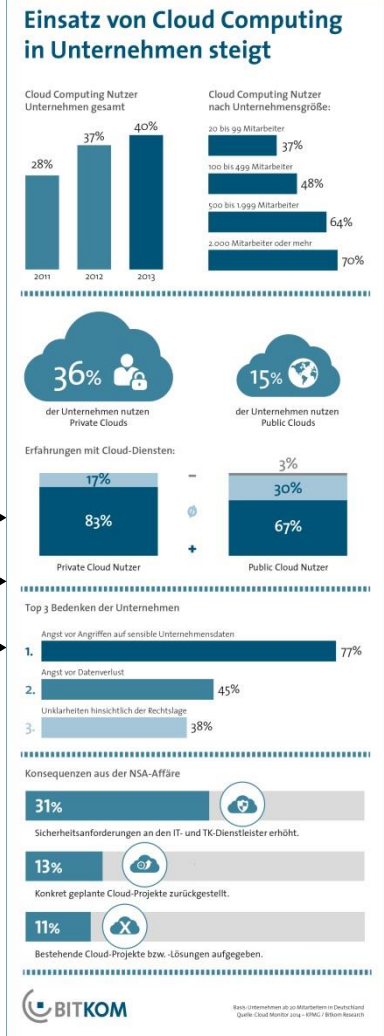 Einsatz von Cloud Computing
in Unternehmen steigt
Cloud Computing Nutzer
Unternehmen gesamt
28%
37%
40%
2011
2012
2013
Cloud Computing Nutzer
nach Unternehmensgröße:
20 bis 99 Mitarbeiter
37%
100 bis 499 Mitarbeiter
48%
500 bis 1.999 Mitarbeiter
64%
2.000 Mitarbeiter oder mehr
70%
36%
der Unternehmen nutzen
Private Clouds
15%
der Unternehmen nutzen
Public Clouds
Erfahrungen mit Cloud-Diensten:
17%
83%
Private Cloud Nutzer
–
ø
+
3%
30%
67%
Public Cloud Nutzer
Top 3 Bedenken der Unternehmen
Angst vor Angriffen auf sensible Unternehmensdaten
1. 77%
Angst vor Datenverlust
2. 45%
Unklarheiten hinsichtlich der Rechtslage
3. 38%
Konsequenzen aus der NSA-Affäre
31%
Sicherheitsanforderungen an den IT- und TK-Dienstleister erhöht.
13%
Konkret geplante Cloud-Projekte zurückgestellt.
11%
X
Bestehende Cloud-Projekte bzw. -Lösungen aufgegeben.
BITKOM
Basis: Unternehmen ab 20 Mitarbeitern in Deutschland
Quelle: Cloud Monitor 2014 – KPMG / Bitkom Research